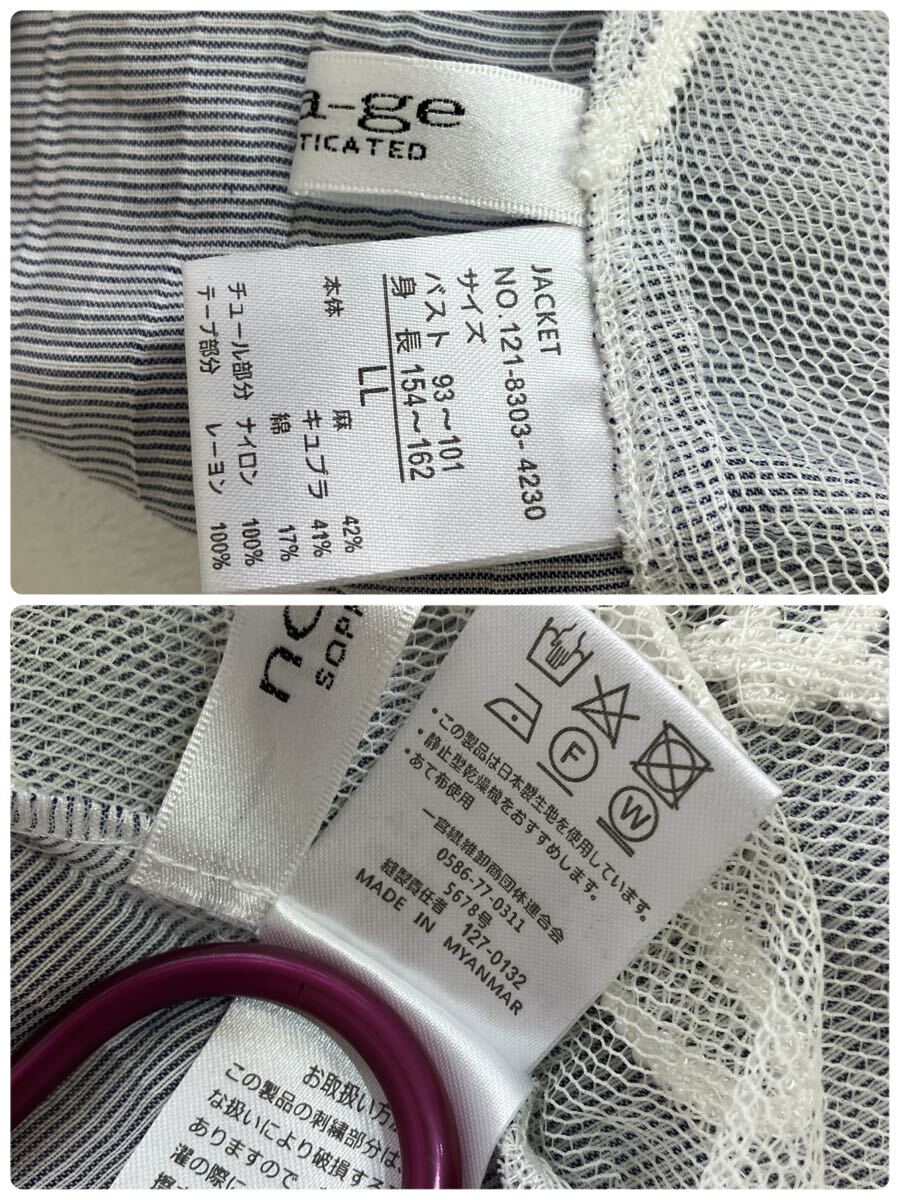 a-ge
TICATED
JACKET
NO.121-8303-4230
サイズ
バスト 93～101
身 長 154～162
LL
本体 麻 42%
キュプラ 41%
綿 17%
チュール部分 ナイロン 100%
テープ部分 レーヨン 100%
sop
ou
F
W
・この製品は日本製生地を使用しています。
・静止型乾燥機をおすすめします。
・あて布使用
一宮繊維卸商団体連合会
0586-77-0311
5678号
縫製責任者 127-0132
MADE IN MYANMAR
お取扱い方
この製品の刺繍部分は
な扱いにより破損する
ありますので
濯の際に
擦